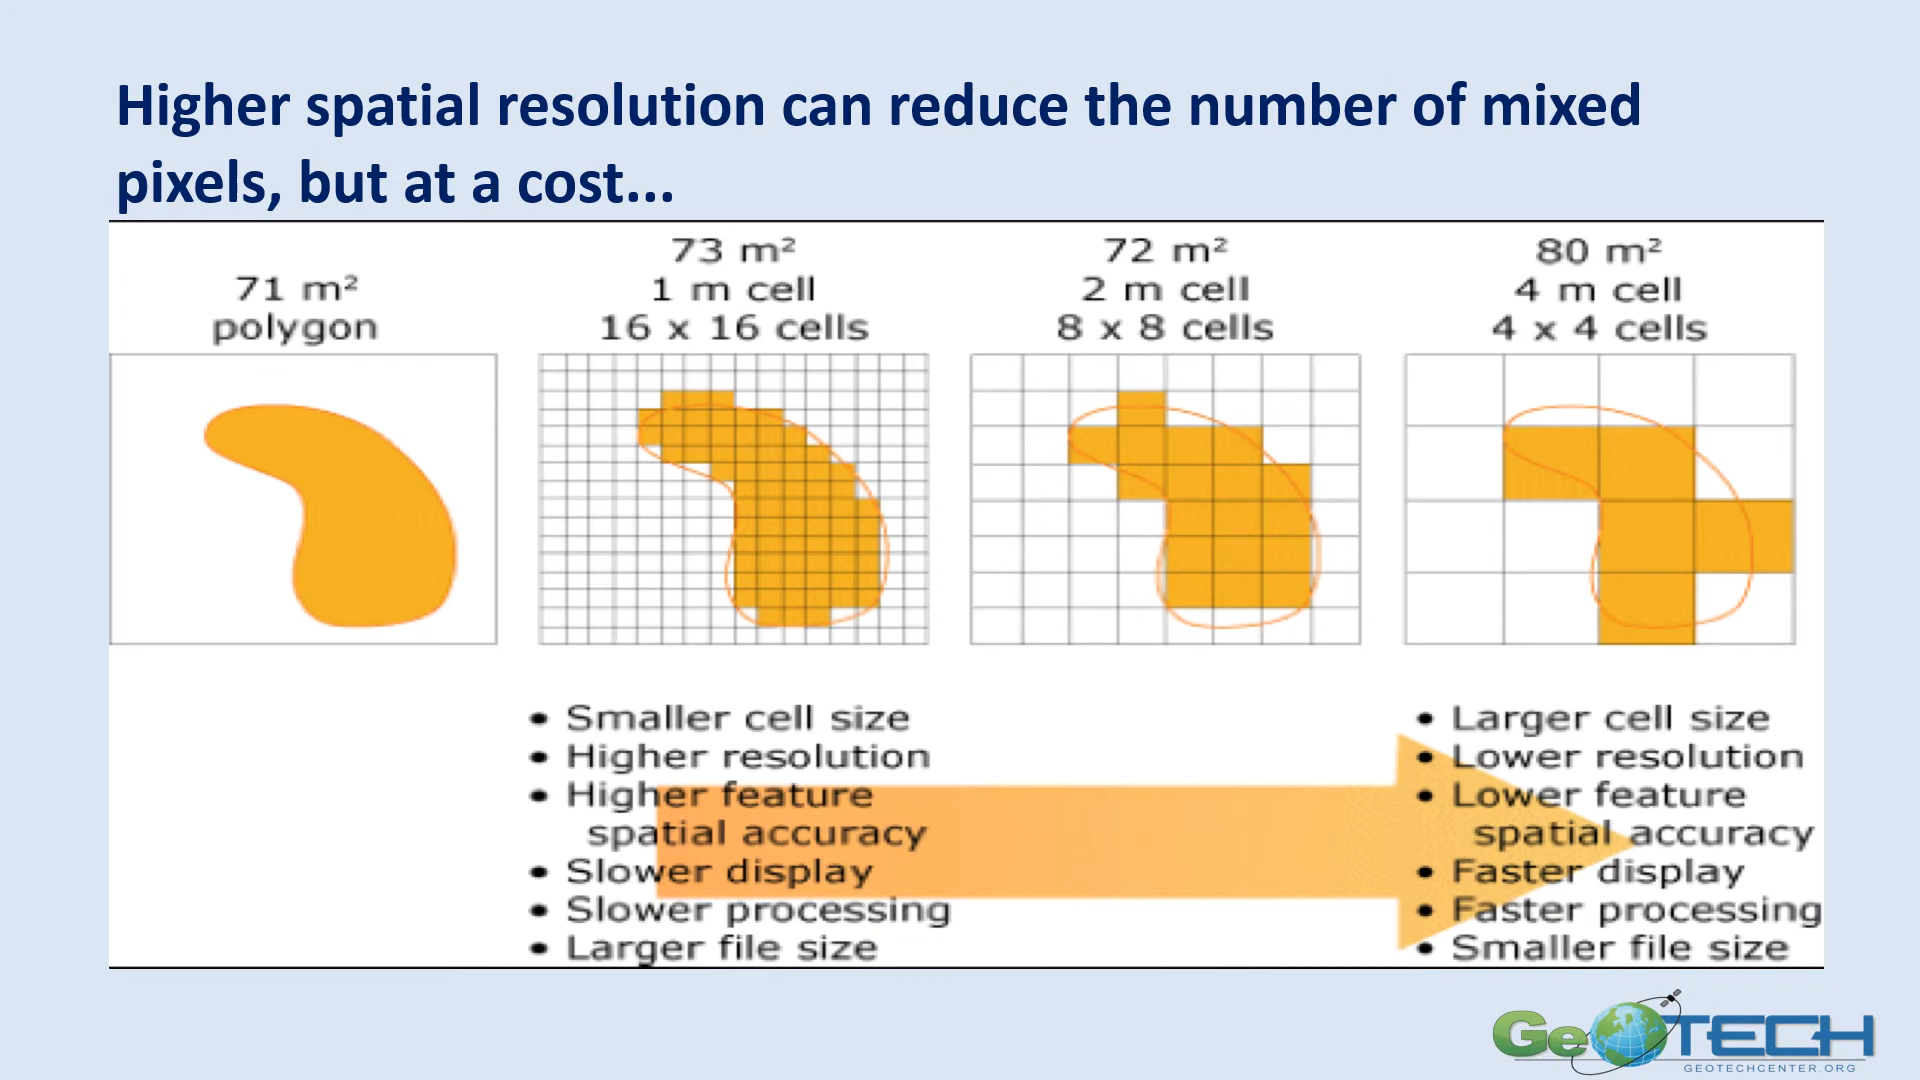 Higher spatial resolution can reduce the number of mixed
pixels, but at a cost...
71 m²
polygon
73 m²
1 m cell
16 x 16 cells
72 m²
2 m cell
8 x 8 cells
80 m²
4 m cell
4 x 4 cells
• Smaller cell size
• Higher resolution
• Higher feature
spatial accuracy
• Slower display
• Slower processing
• Larger file size
• Larger cell size
• Lower resolution
• Lower feature
spatial accuracy
• Faster display
• Faster processing
• Smaller file size
GeoTECH
GEOTECHCENTER.ORG